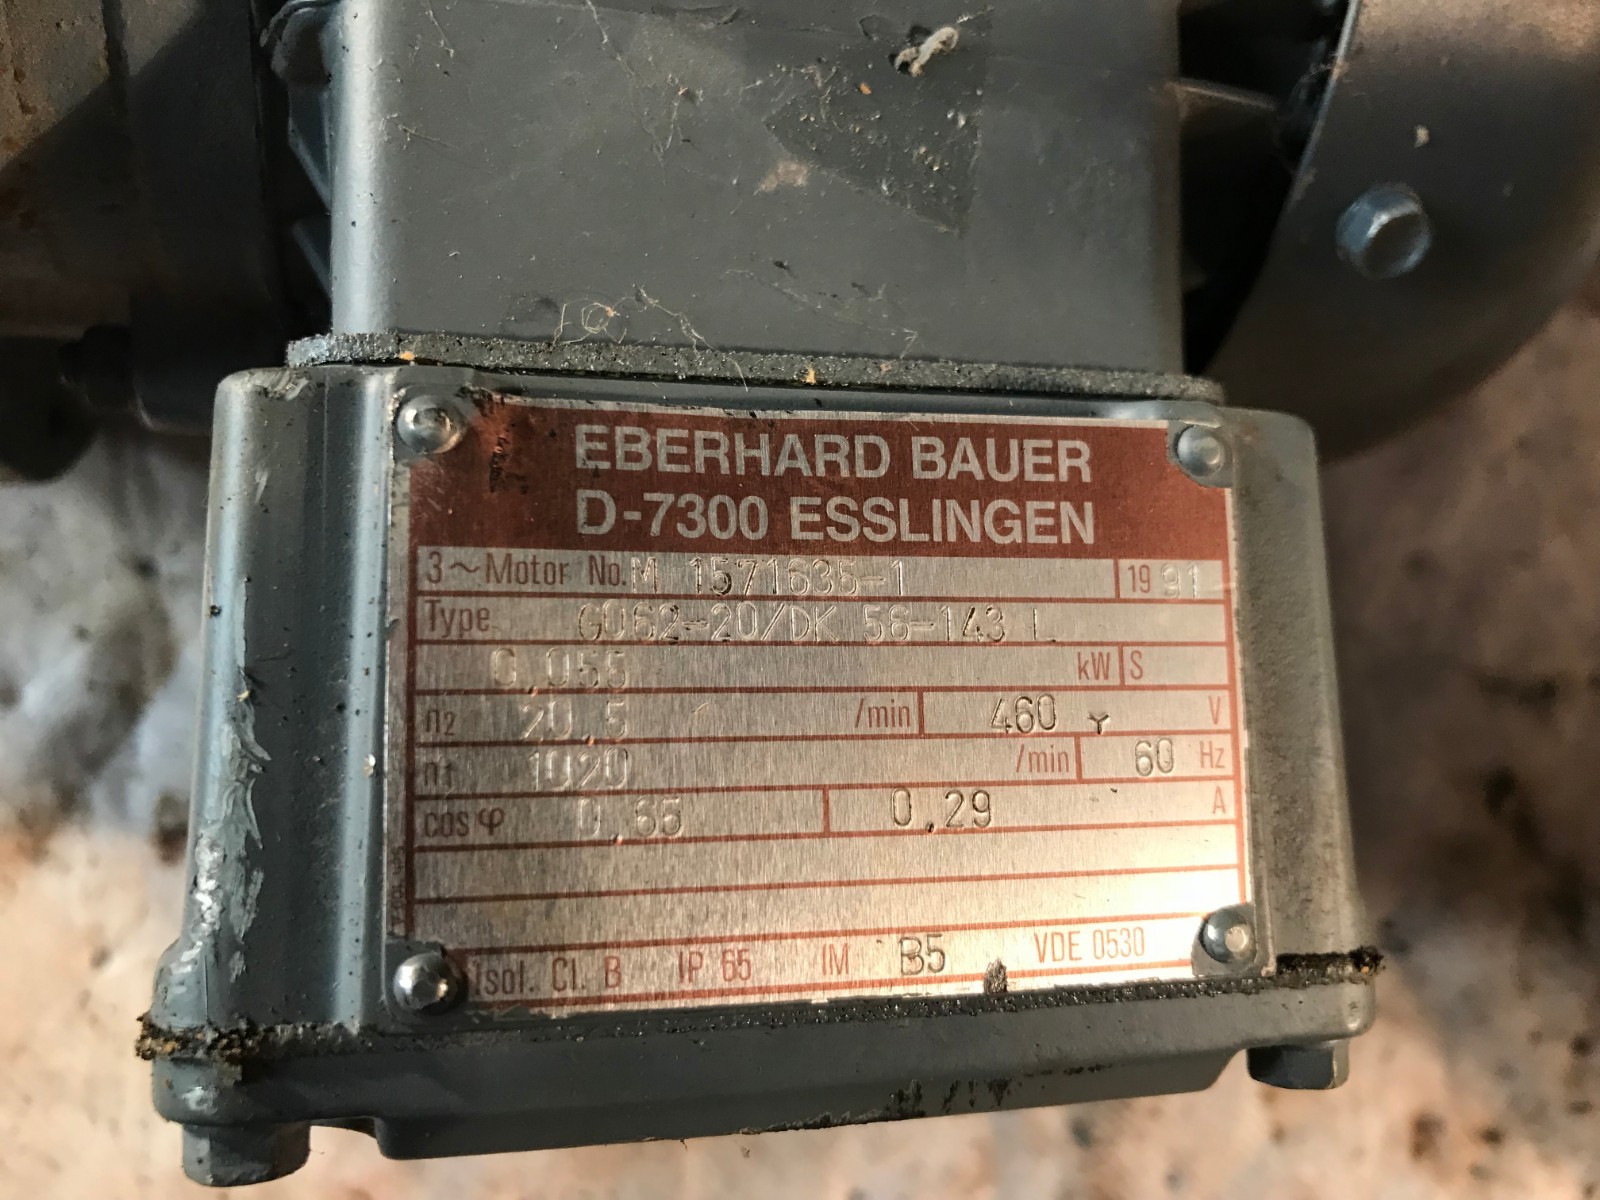 EBERHARD BAUER
D-7300 ESSLINGEN
3~Motor No. M 1571635-1 1991
Type G062-20/DK 56-143 L
0,055 kW S
n2 20,5 /min 460 Y V
n1 1020 /min 60 Hz
cos φ 0,65 0,29 A
Isol. Cl. B IP 65 IM B5 VDE 0530